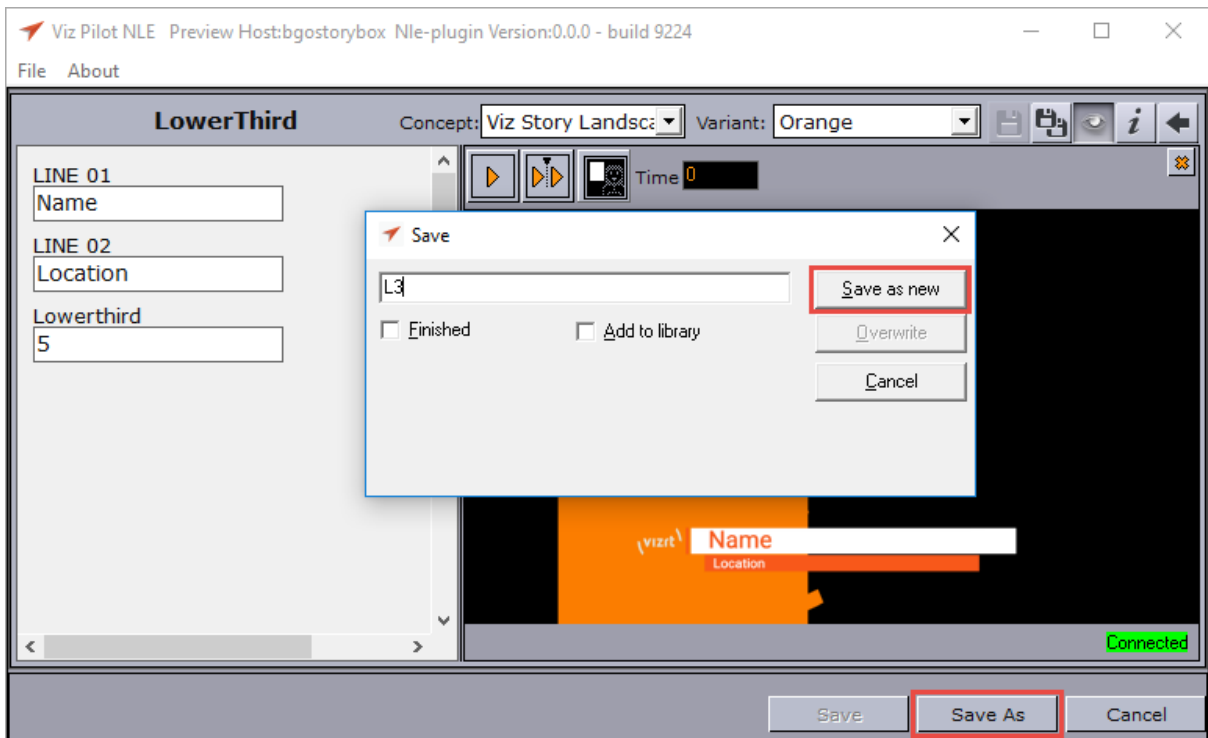 Viz Pilot NLE Preview Host:bgostorybox Nle-plugin Version:0.0.0 - build 9224
File About
LowerThird Concept: Viz Story Landsca Variant: Orange i
LINE 01
Name
LINE 02
Location
Lowerthird
5
Time 0
Save
L3
Save as new
Finished Add to library Overwrite
Cancel
\vizrt\ Name
Location
Connected
Save Save As Cancel